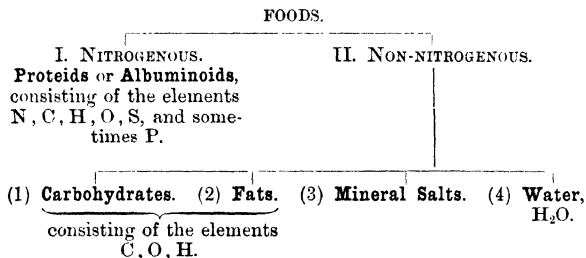 FOODS.
I. NITROGENOUS.
Proteids or Albuminoids,
consisting of the elements
N, C, H, O, S, and some-
times P.
II. NON-NITROGENOUS.
(1) Carbohydrates. (2) Fats. (3) Mineral Salts. (4) Water,
H₂O.
consisting of the elements
C, O, H.